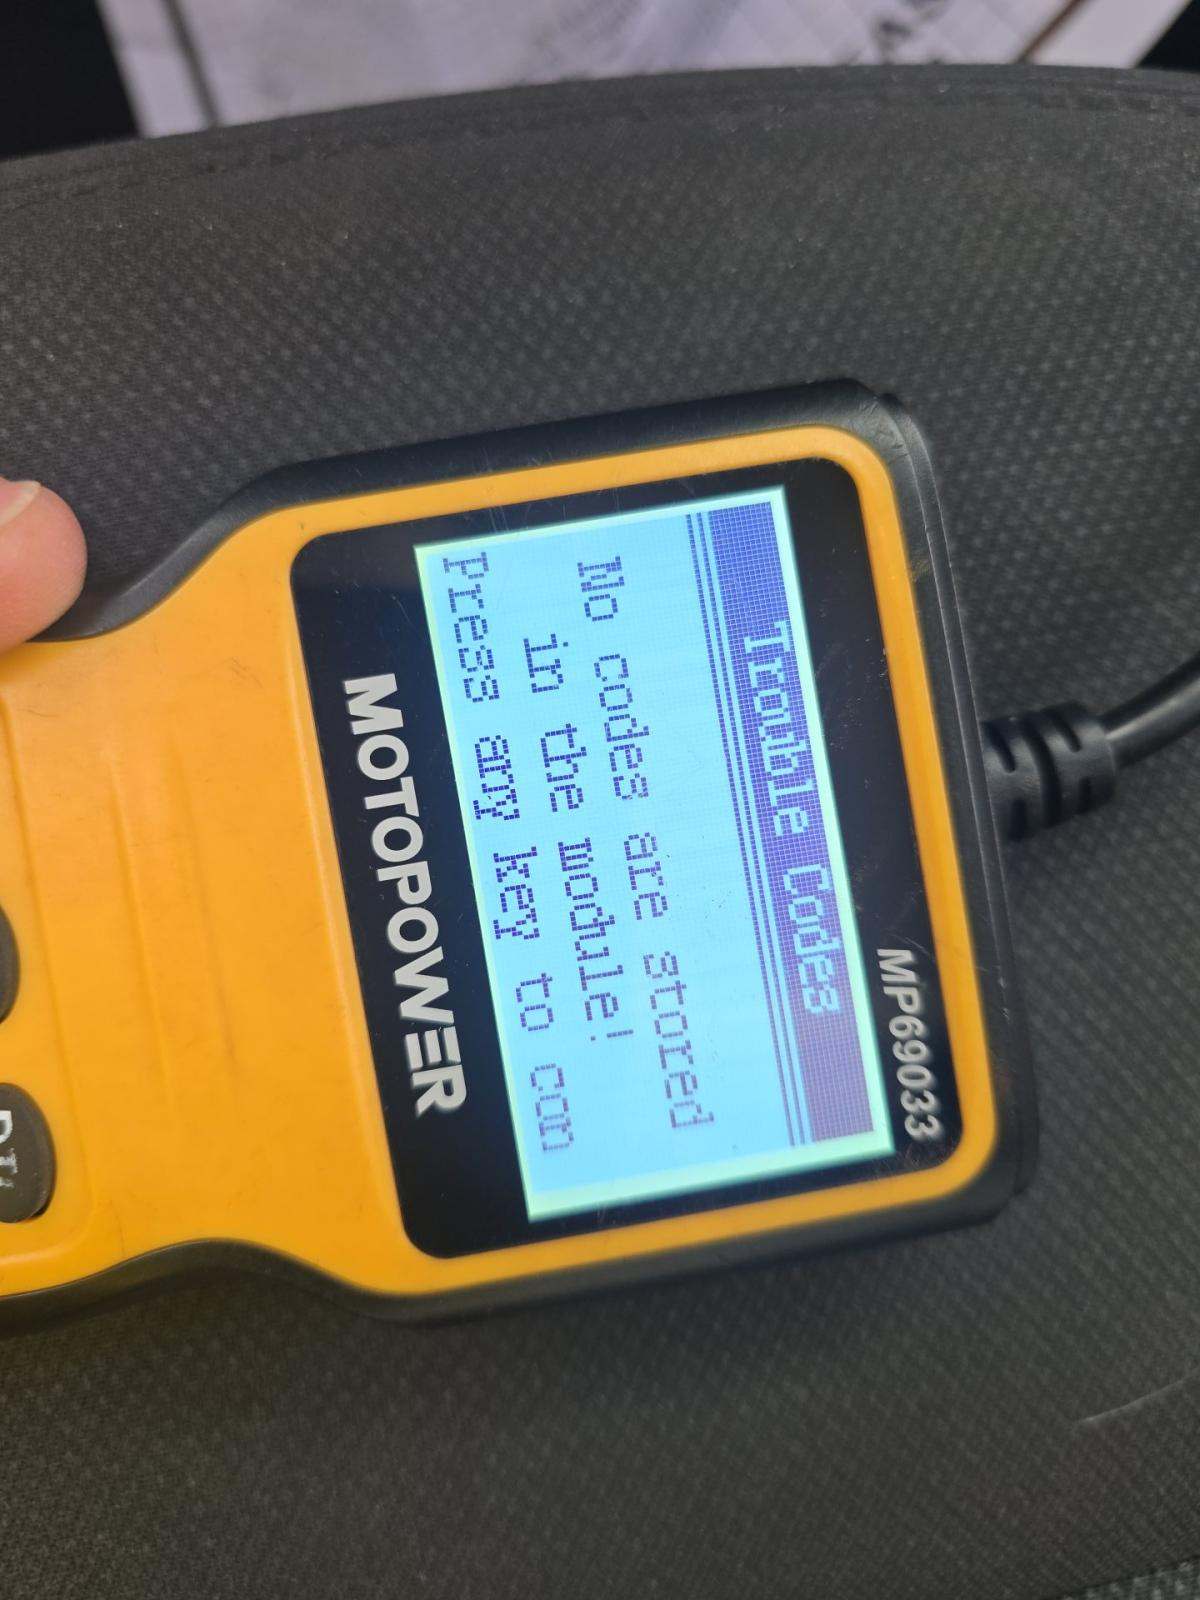 MP69033
Trouble Codes
No codes are stored
in the module!
Press any key to con
MOTOPOWER